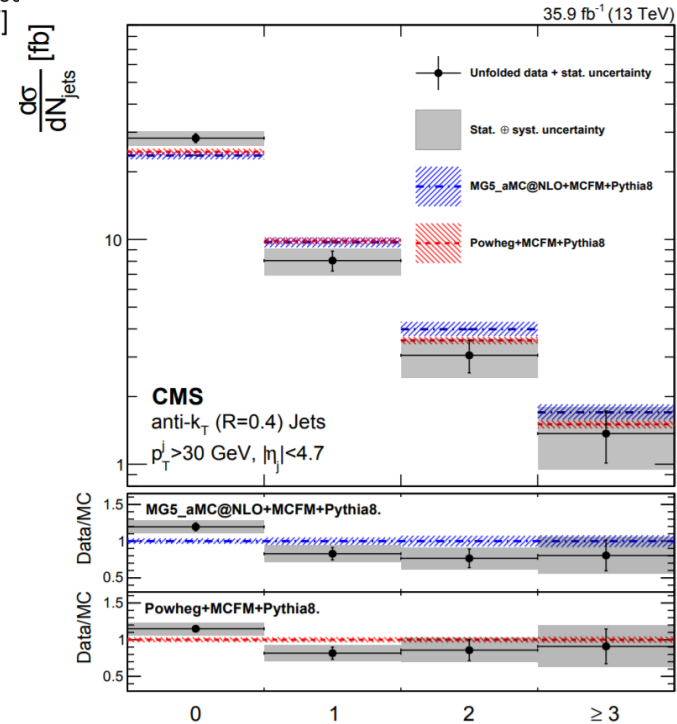 ]
35.9 fb⁻¹ (13 TeV)
dσ/dN_jets [fb]
Unfolded data + stat. uncertainty
Stat. ⊕ syst. uncertainty
MG5_aMC@NLO+MCFM+Pythia8
Powheg+MCFM+Pythia8
10
1
CMS
anti-k_T (R=0.4) Jets
p_T^j>30 GeV, |η_j|<4.7
Data/MC
1.5
1
0.5
MG5_aMC@NLO+MCFM+Pythia8.
Data/MC
1.5
1
0.5
Powheg+MCFM+Pythia8.
0 1 2 ≥ 3